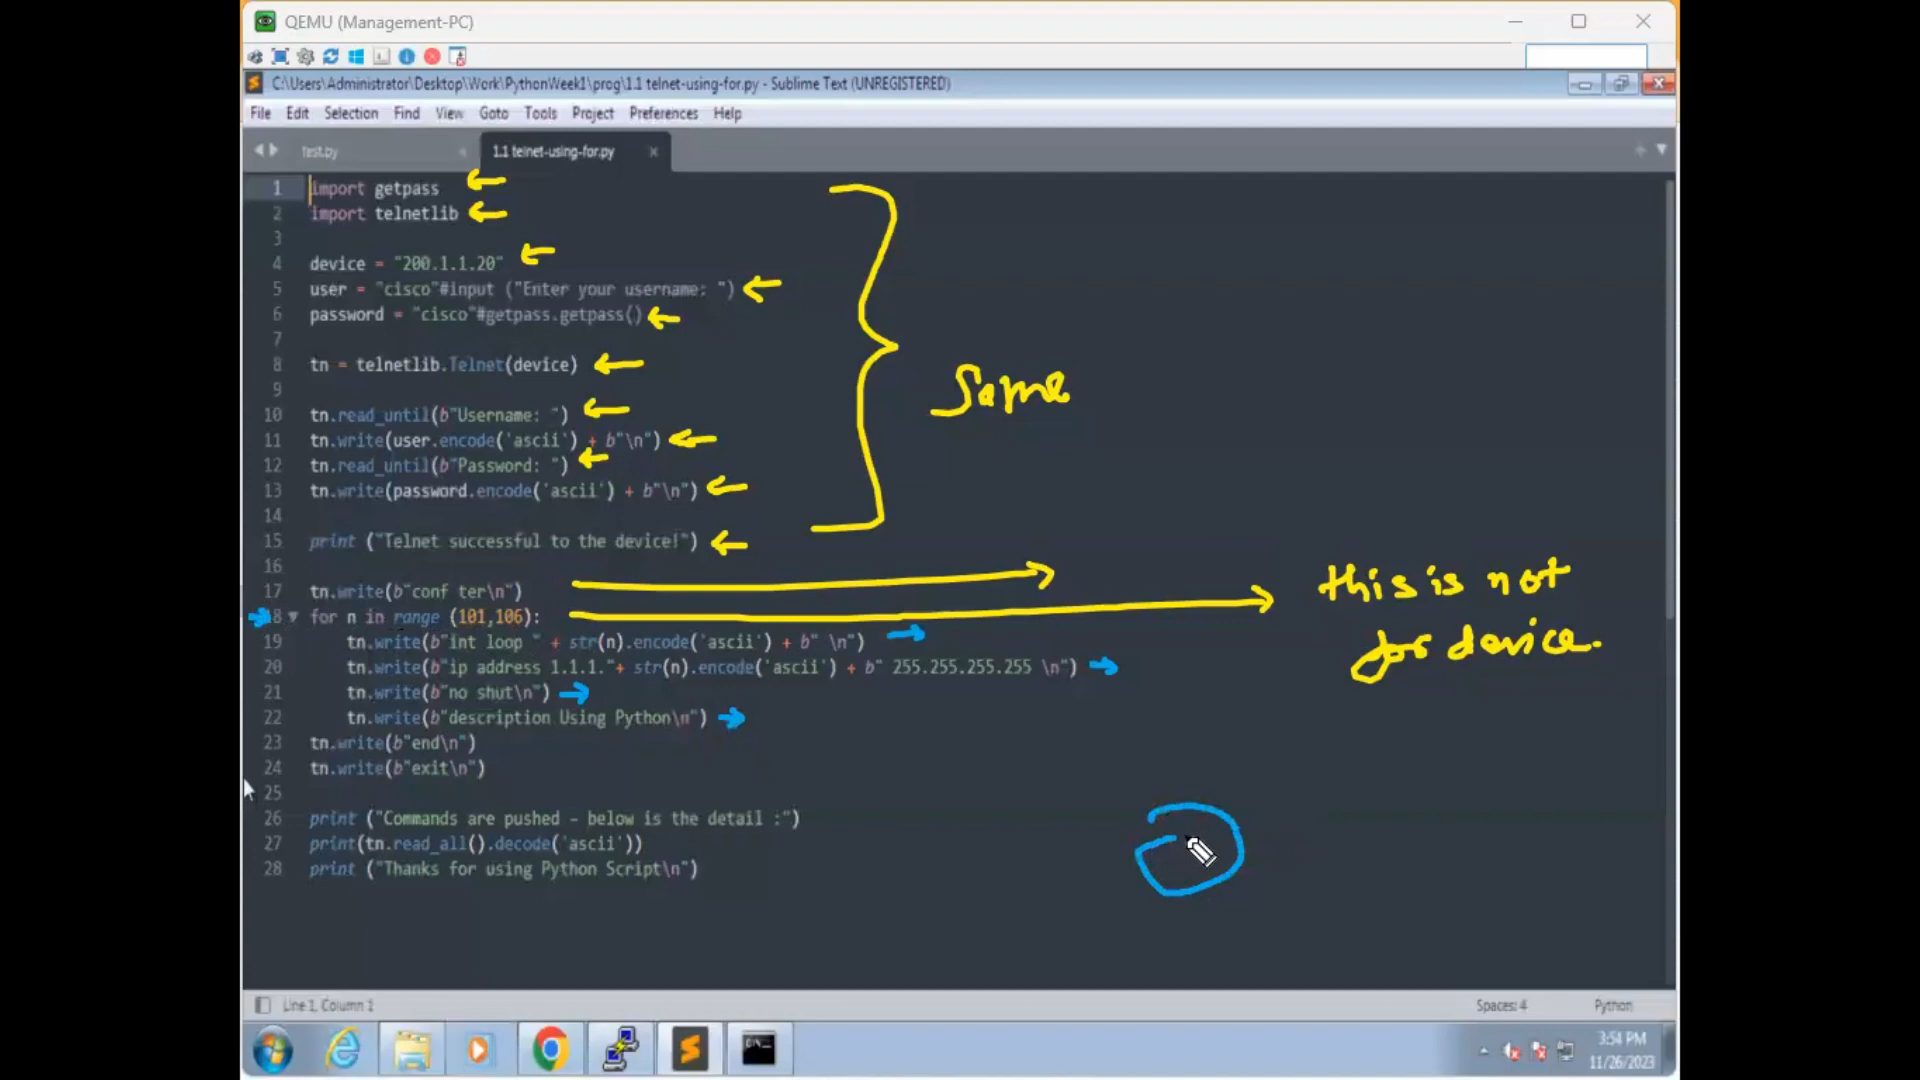 QEMU (Management-PC)
C:\Users\Administrator\Desktop\Work\PythonWeek1\prog\1.1 telnet-using-for.py - Sublime Text (UNREGISTERED)
File Edit Selection Find View Goto Tools Project Preferences Help
test.py 1.1 telnet-using-for.py
1 import getpass
2 import telnetlib
3
4 device = "200.1.1.20"
5 user = "cisco"#input ("Enter your username: ")
6 password = "cisco"#getpass.getpass()
7
8 tn = telnetlib.Telnet(device)
9
10 tn.read_until(b"Username: ")
11 tn.write(user.encode('ascii') + b"\n")
12 tn.read_until(b"Password: ")
13 tn.write(password.encode('ascii') + b"\n")
14
15 print ("Telnet successful to the device!")
16
17 tn.write(b"conf ter\n")
18 for n in range (101,106):
19 tn.write(b"int loop " + str(n).encode('ascii') + b" \n")
20 tn.write(b"ip address 1.1.1."+ str(n).encode('ascii') + b" 255.255.255.255 \n")
21 tn.write(b"no shut\n")
22 tn.write(b"description Using Python\n")
23 tn.write(b"end\n")
24 tn.write(b"exit\n")
25
26 print ("Commands are pushed - below is the detail :")
27 print(tn.read_all().decode('ascii'))
28 print ("Thanks for using Python Script\n")
Same
this is not
for device.
Line 1, Column 1 Spaces: 4 Python
3:54 PM
11/26/2023